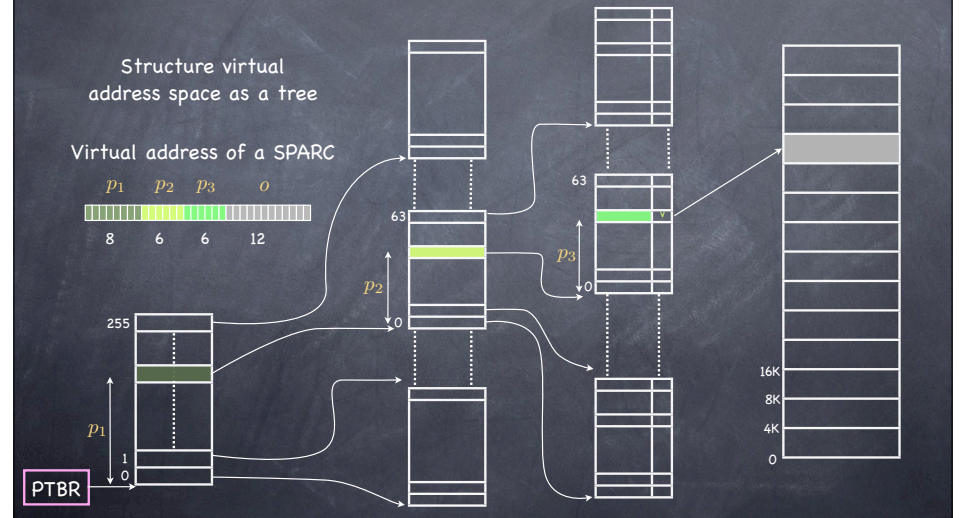 Structure virtual
address space as a tree
Virtual address of a SPARC
p1 p2 p3 o
8 6 6 12
255
p1
1
0
PTBR
63
p2
0
63
v
p3
0
16K
8K
4K
0